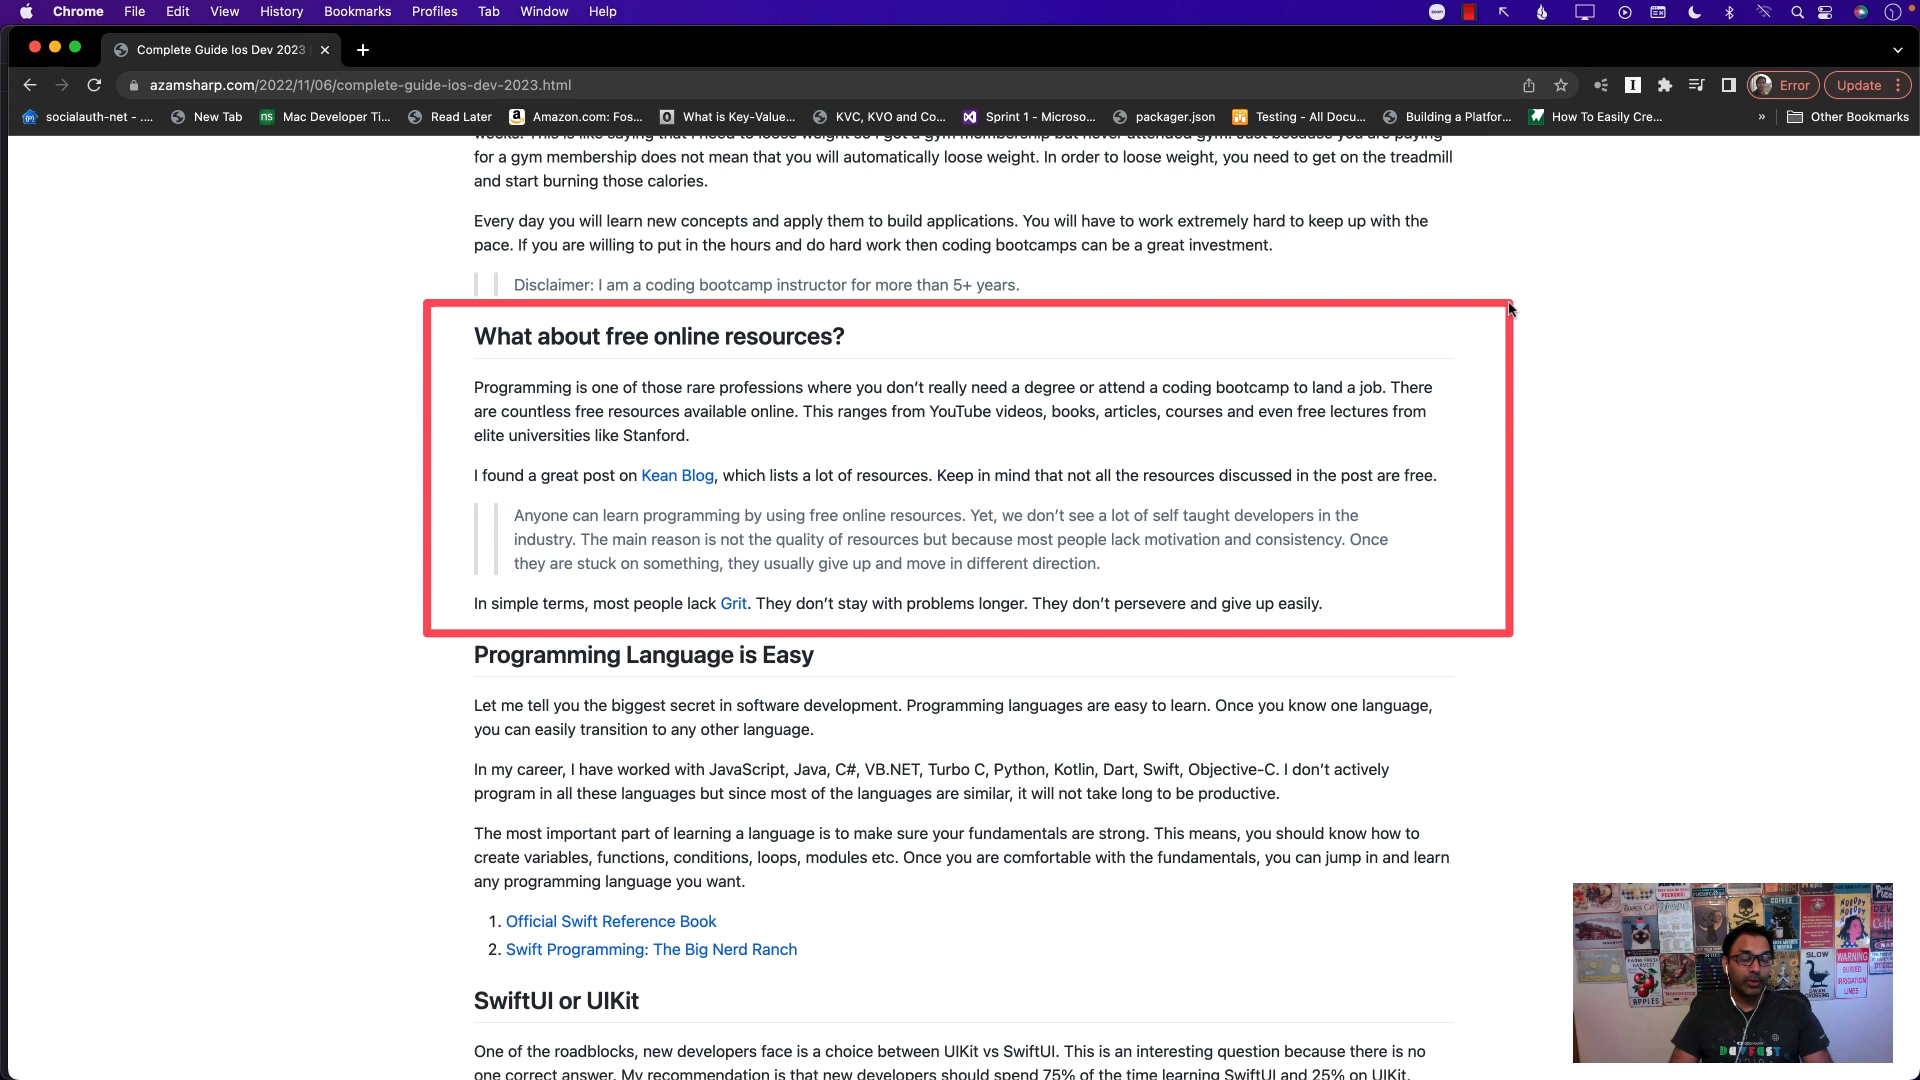 Chrome File Edit View History Bookmarks Profiles Tab Window Help
Complete Guide Ios Dev 2023
azamsharp.com/2022/11/06/complete-guide-ios-dev-2023.html
Error
Update
socialauth-net - .... New Tab Mac Developer Ti... Read Later Amazon.com: Fos... What is Key-Value... KVC, KVO and Co... Sprint 1 - Microso... packager.json Testing - All Docu... Building a Platfor... How To Easily Cre... » Other Bookmarks
weeks. This is like saying that I need to loose weight so I got a gym membership but never attended gym. Just because you are paying
for a gym membership does not mean that you will automatically loose weight. In order to loose weight, you need to get on the treadmill
and start burning those calories.
Every day you will learn new concepts and apply them to build applications. You will have to work extremely hard to keep up with the
pace. If you are willing to put in the hours and do hard work then coding bootcamps can be a great investment.
Disclaimer: I am a coding bootcamp instructor for more than 5+ years.
What about free online resources?
Programming is one of those rare professions where you don't really need a degree or attend a coding bootcamp to land a job. There
are countless free resources available online. This ranges from YouTube videos, books, articles, courses and even free lectures from
elite universities like Stanford.
I found a great post on Kean Blog, which lists a lot of resources. Keep in mind that not all the resources discussed in the post are free.
Anyone can learn programming by using free online resources. Yet, we don't see a lot of self taught developers in the
industry. The main reason is not the quality of resources but because most people lack motivation and consistency. Once
they are stuck on something, they usually give up and move in different direction.
In simple terms, most people lack Grit. They don't stay with problems longer. They don't persevere and give up easily.
Programming Language is Easy
Let me tell you the biggest secret in software development. Programming languages are easy to learn. Once you know one language,
you can easily transition to any other language.
In my career, I have worked with JavaScript, Java, C#, VB.NET, Turbo C, Python, Kotlin, Dart, Swift, Objective-C. I don't actively
program in all these languages but since most of the languages are similar, it will not take long to be productive.
The most important part of learning a language is to make sure your fundamentals are strong. This means, you should know how to
create variables, functions, conditions, loops, modules etc. Once you are comfortable with the fundamentals, you can jump in and learn
any programming language you want.
1. Official Swift Reference Book
2. Swift Programming: The Big Nerd Ranch
SwiftUI or UIKit
One of the roadblocks, new developers face is a choice between UIKit vs SwiftUI. This is an interesting question because there is no
one correct answer. My recommendation is that new developers should spend 75% of the time learning SwiftUI and 25% on UIKit.
COFFEE
NOBODY
FARM FRESH
APPLES
SLOW
SWAN
CROSSING
WARNING
BURIED
IRRIGATION
LINES
DEVFEST